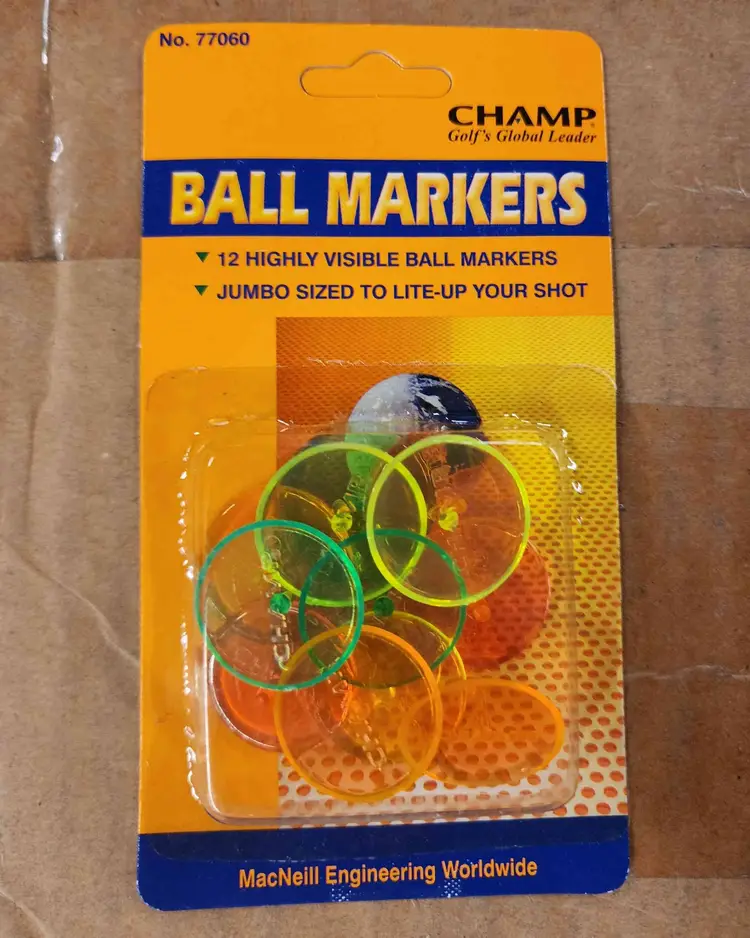 No. 77060
CHAMP
Golf's Global Leader
BALL MARKERS
12 HIGHLY VISIBLE BALL MARKERS
JUMBO SIZED TO LITE-UP YOUR SHOT
CHAMP
MacNeill Engineering Worldwide